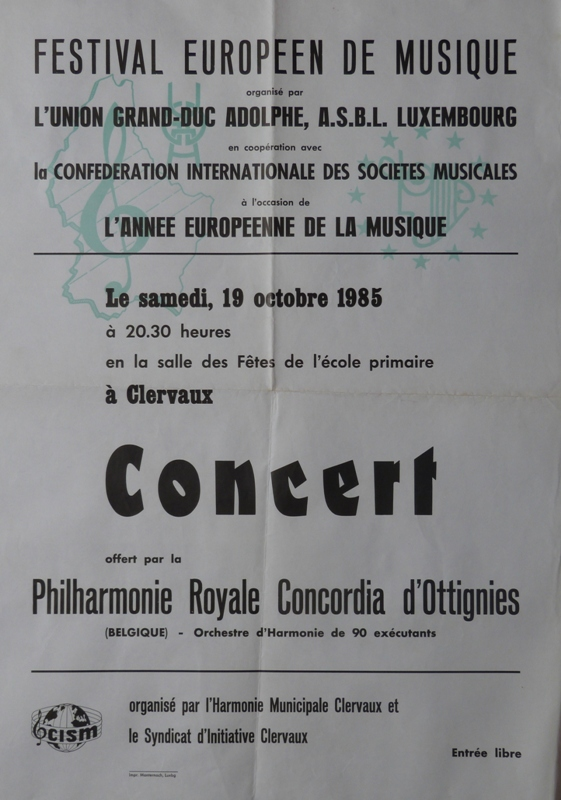 FESTIVAL EUROPEEN DE MUSIQUE
organisé par
L'UNION GRAND-DUC ADOLPHE, A.S.B.L. LUXEMBOURG
en coopération avec
la CONFEDERATION INTERNATIONALE DES SOCIETES MUSICALES
à l'occasion de
L'ANNEE EUROPEENNE DE LA MUSIQUE
Le samedi, 19 octobre 1985
à 20.30 heures
en la salle des Fêtes de l'école primaire
à Clervaux
Concert
offert par la
Philharmonie Royale Concordia d'Ottignies
(BELGIQUE) - Orchestre d'Harmonie de 90 exécutants
organisé par l'Harmonie Municipale Clervaux et
le Syndicat d'Initiative Clervaux
cism
Entrée libre